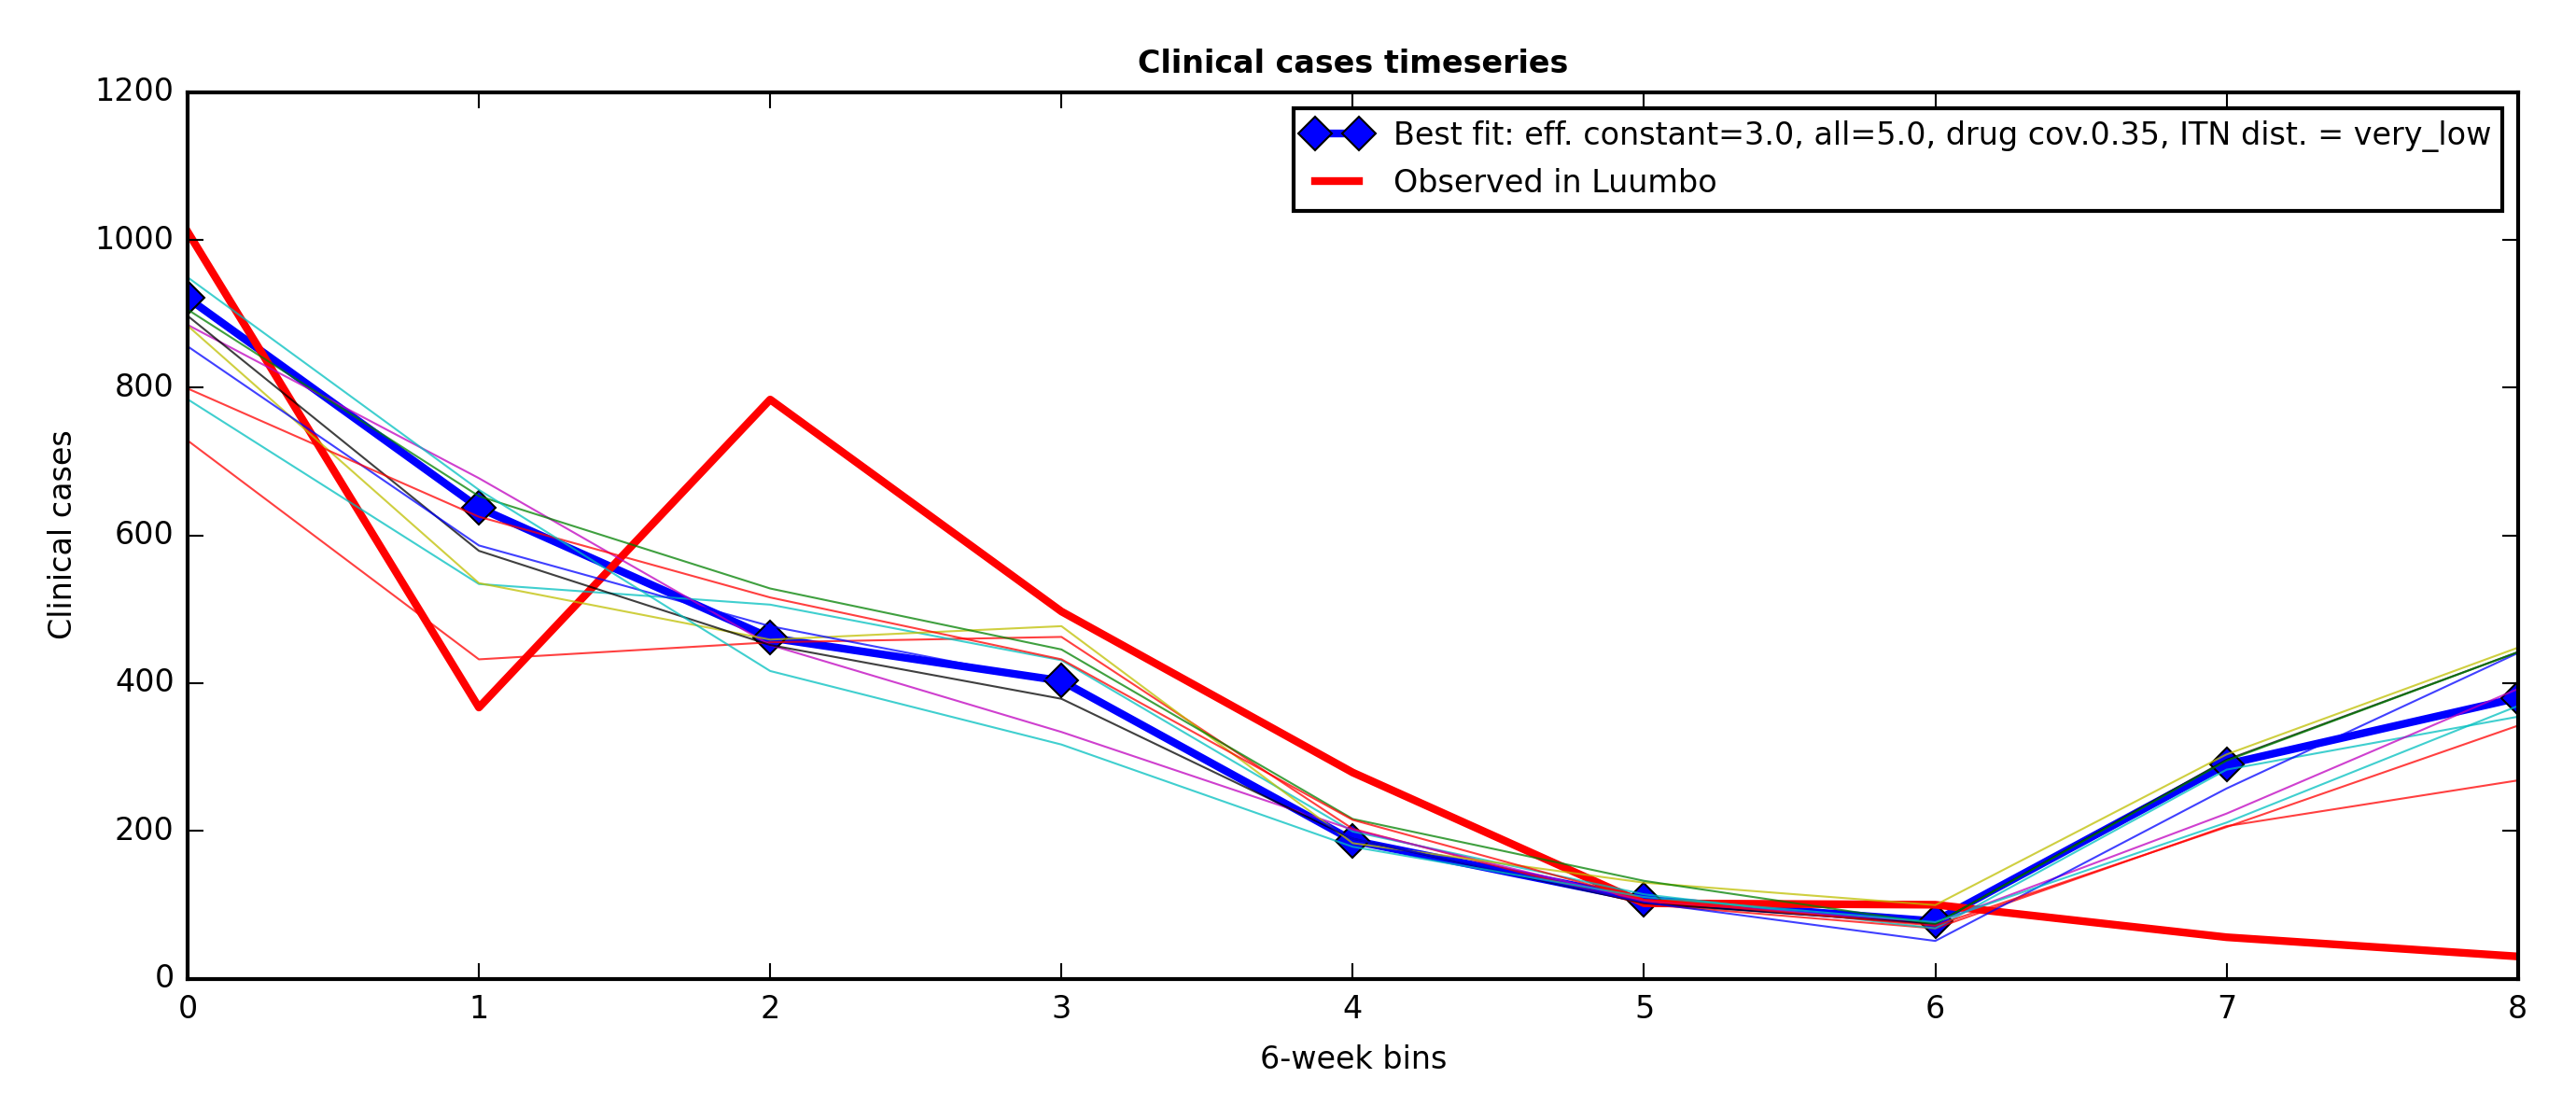 Clinical cases timeseries
Best fit: eff. constant=3.0, all=5.0, drug cov.0.35, ITN dist. = very_low
Observed in Luumbo
1200
1000
800
600
400
200
0
Clinical cases
0 1 2 3 4 5 6 7 8
6-week bins